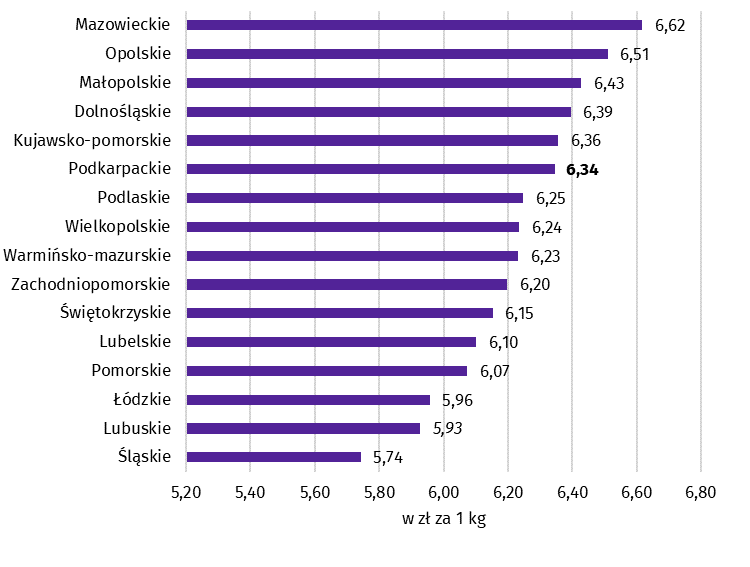 Mazowieckie 6,62
Opolskie 6,51
Małopolskie 6,43
Dolnośląskie 6,39
Kujawsko-pomorskie 6,36
Podkarpackie 6,34
Podlaskie 6,25
Wielkopolskie 6,24
Warmińsko-mazurskie 6,23
Zachodniopomorskie 6,20
Świętokrzyskie 6,15
Lubelskie 6,10
Pomorskie 6,07
Łódzkie 5,96
Lubuskie 5,93
Śląskie 5,74
5,20 5,40 5,60 5,80 6,00 6,20 6,40 6,60 6,80
w zł za 1 kg